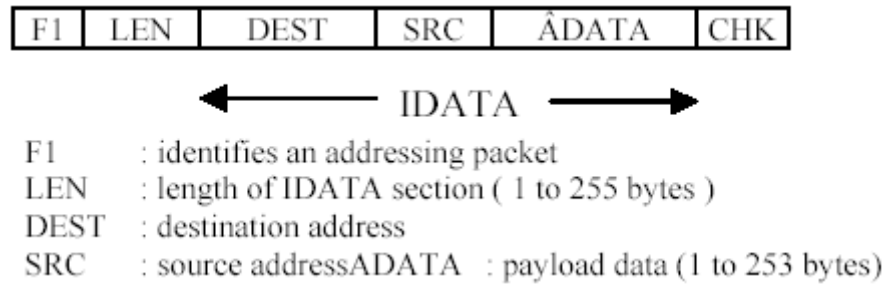 F1 LEN DEST SRC ÂDATA CHK
IDATA
F1 : identifies an addressing packet
LEN : length of IDATA section ( 1 to 255 bytes )
DEST : destination address
SRC : source addressADATA : payload data (1 to 253 bytes)